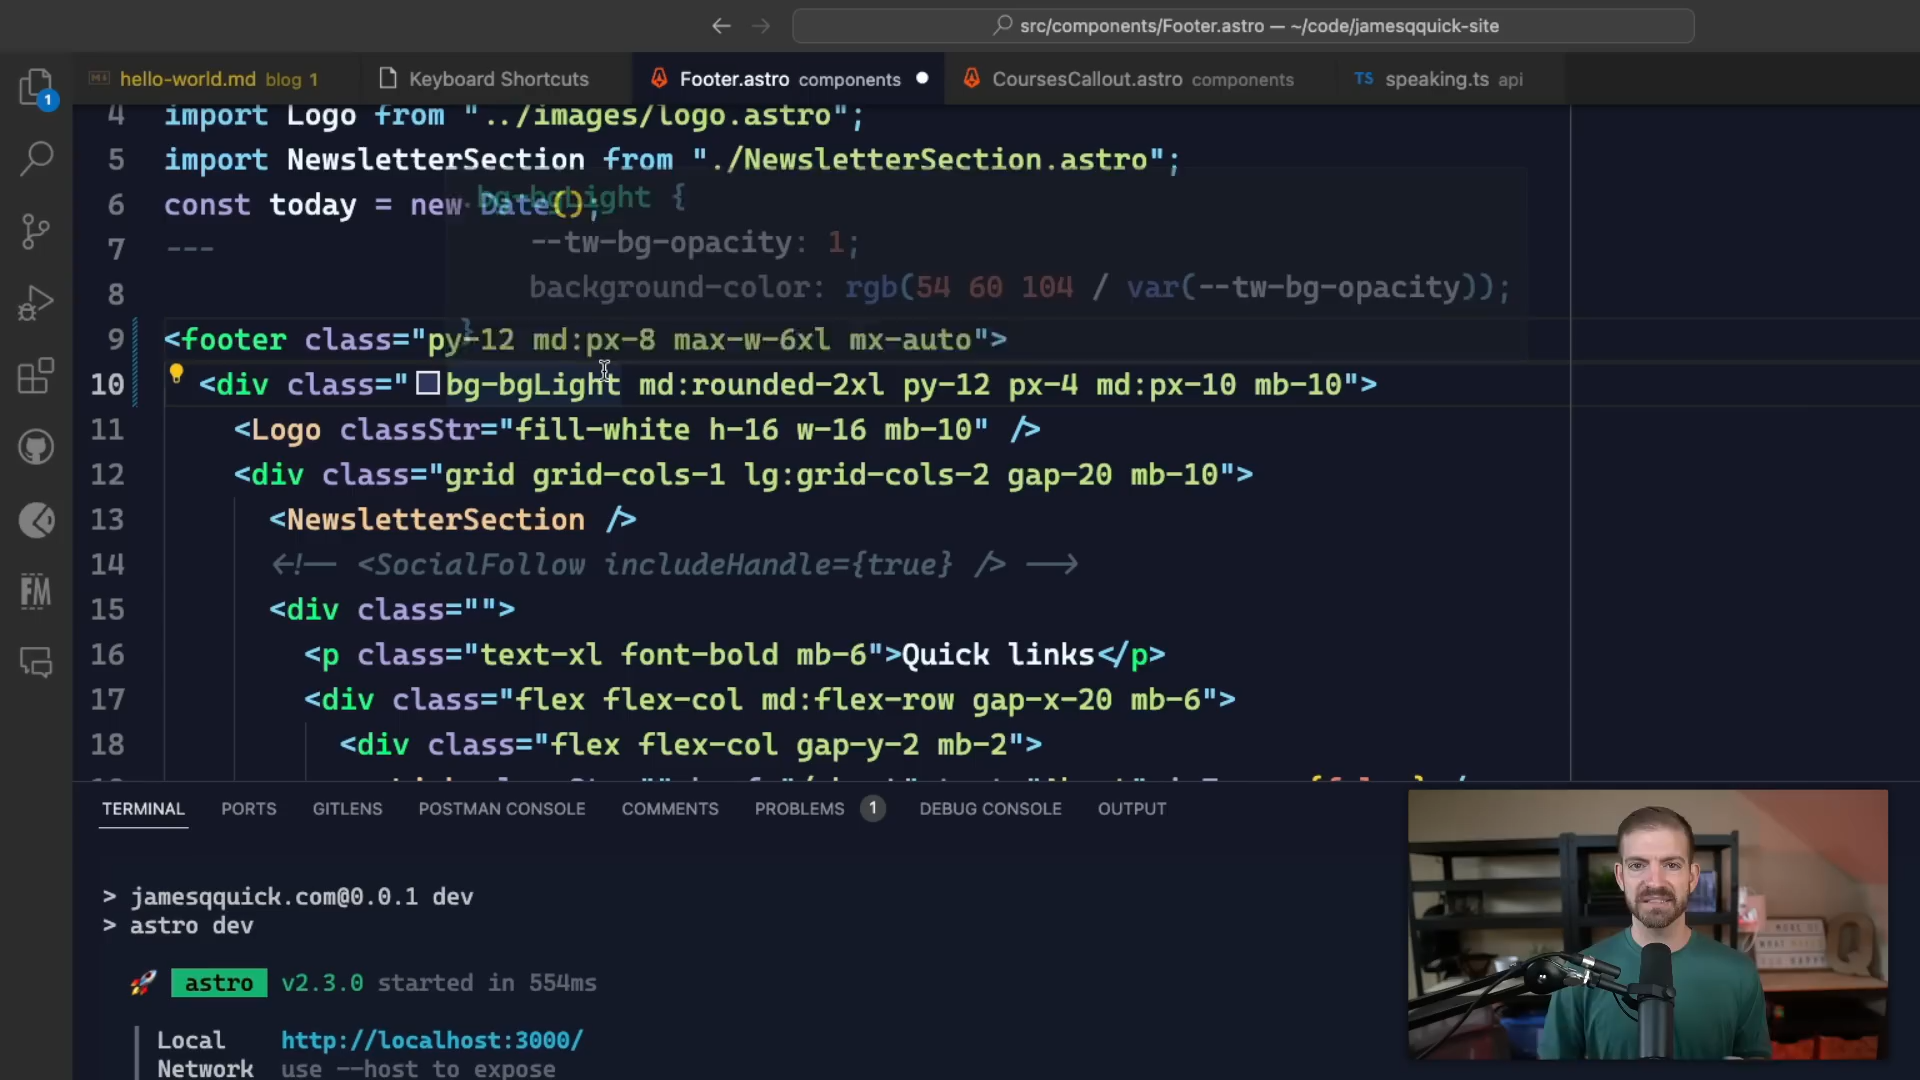 src/components/Footer.astro — ~/code/jamesqquick-site
hello-world.md blog 1
Keyboard Shortcuts
Footer.astro components
CoursesCallout.astro components
TS speaking.ts api
1
4 import Logo from "../images/logo.astro";
5 import NewsletterSection from "./NewsletterSection.astro";
6 const today = new Date();
.bg-bgLight {
--tw-bg-opacity: 1;
background-color: rgb(54 60 104 / var(--tw-bg-opacity));
}
7 ---
8
9 <footer class="py-12 md:px-8 max-w-6xl mx-auto">
10 <div class="bg-bgLight md:rounded-2xl py-12 px-4 md:px-10 mb-10">
11 <Logo classStr="fill-white h-16 w-16 mb-10" />
12 <div class="grid grid-cols-1 lg:grid-cols-2 gap-20 mb-10">
13 <NewsletterSection />
14 <!-- <SocialFollow includeHandle={true} /> -->
15 <div class="">
16 <p class="text-xl font-bold mb-6">Quick links</p>
17 <div class="flex flex-col md:flex-row gap-x-20 mb-6">
18 <div class="flex flex-col gap-y-2 mb-2">
FM
TERMINAL PORTS GITLENS POSTMAN CONSOLE COMMENTS PROBLEMS 1 DEBUG CONSOLE OUTPUT
> jamesqquick.com@0.0.1 dev
> astro dev
🚀 astro v2.3.0 started in 554ms
Local http://localhost:3000/
Network use --host to expose
Q